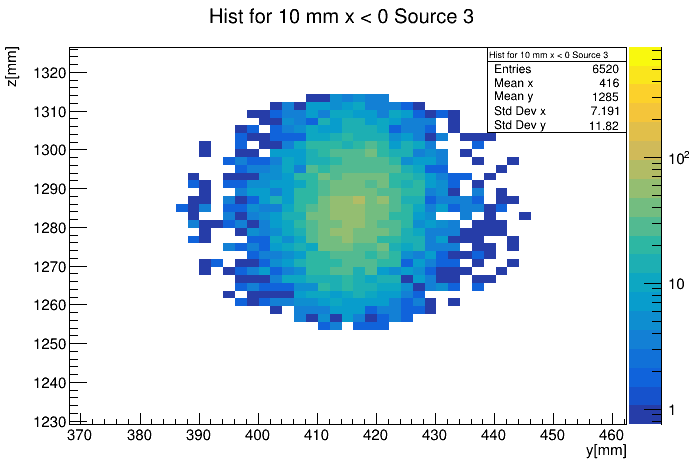 Hist for 10 mm x < 0 Source 3
z[mm]
Hist for 10 mm x < 0 Source 3
Entries 6520
Mean x 416
Mean y 1285
Std Dev x 7.191
Std Dev y 11.82
1320
1310
1300
1290
1280
1270
1260
1250
1240
1230
10²
10
1
370 380 390 400 410 420 430 440 450 460
y[mm]